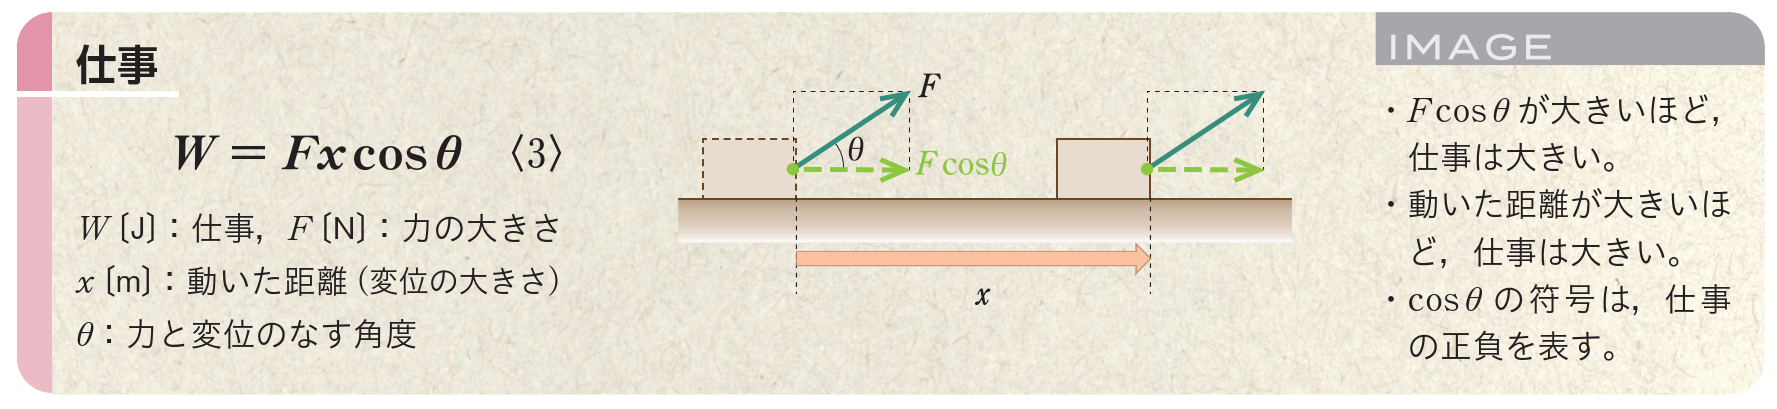 仕事
W = Fx cos θ 〈3〉
W〔J〕：仕事，F〔N〕：力の大きさ
x〔m〕：動いた距離（変位の大きさ）
θ：力と変位のなす角度
F
θ
F cosθ
x
IMAGE
・F cos θ が大きいほど，
仕事は大きい。
・動いた距離が大きいほ
ど，仕事は大きい。
・cos θ の符号は，仕事
の正負を表す。